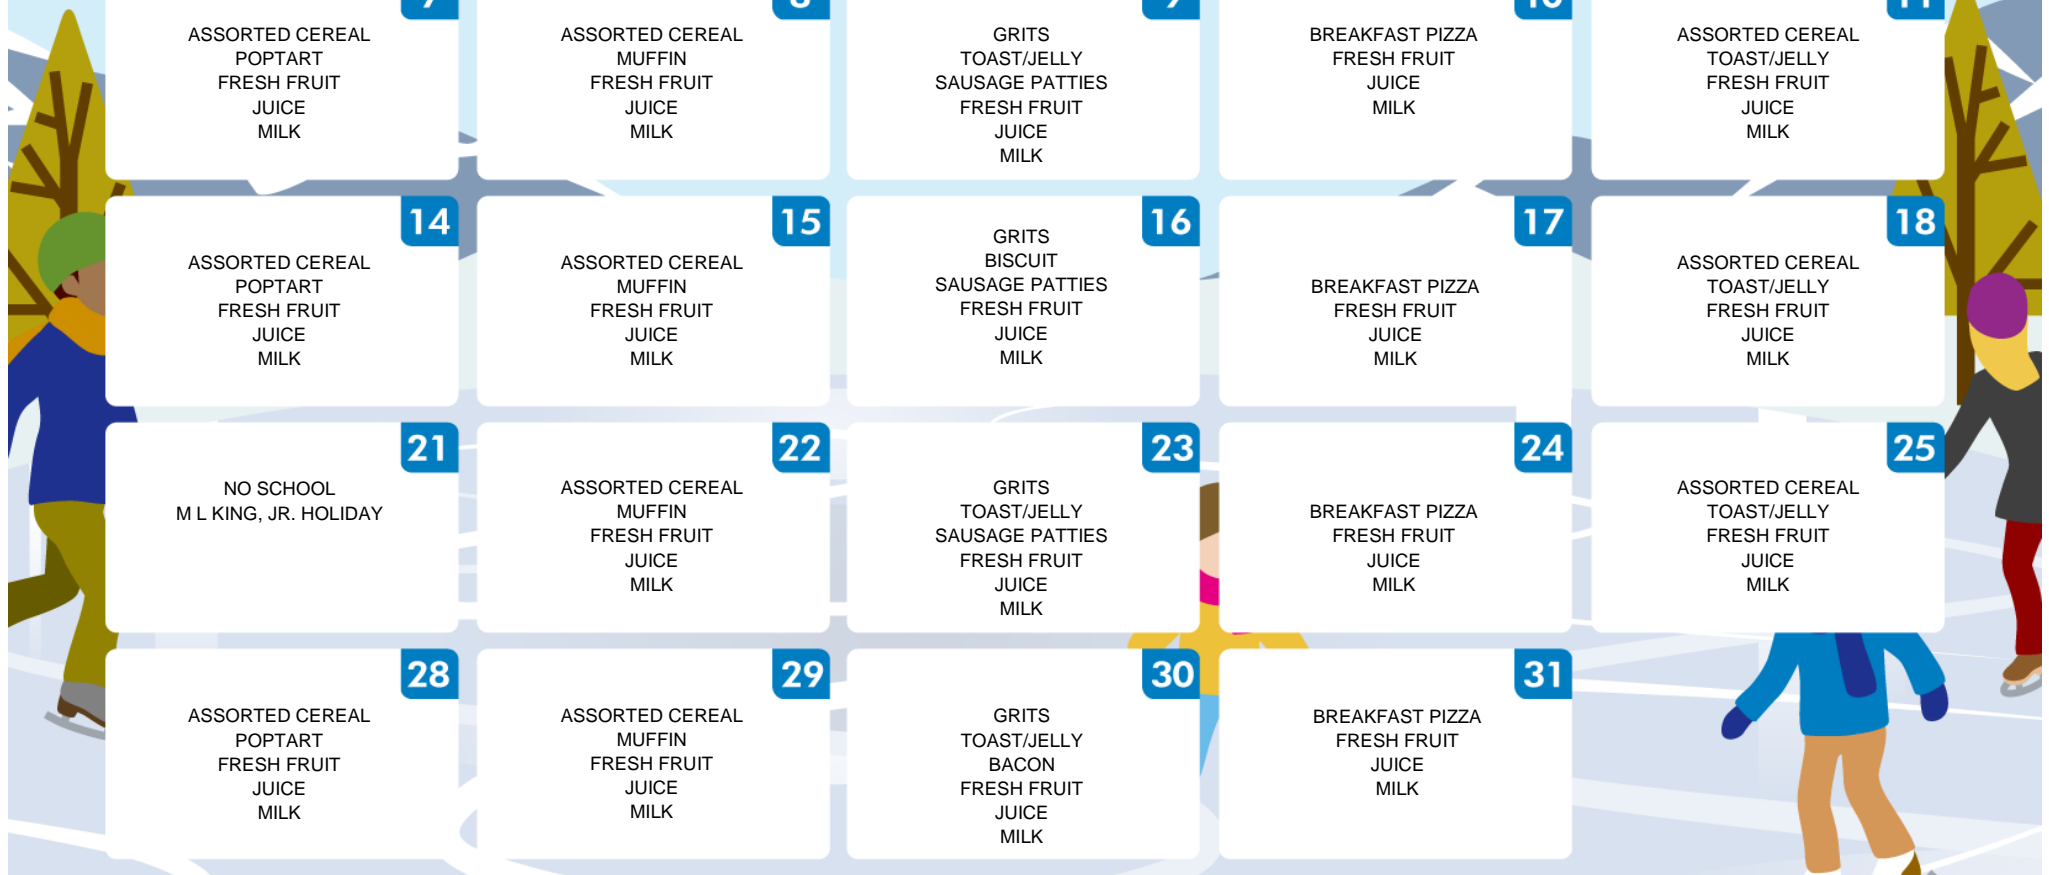 7
ASSORTED CEREAL
POPTART
FRESH FRUIT
JUICE
MILK
8
ASSORTED CEREAL
MUFFIN
FRESH FRUIT
JUICE
MILK
9
GRITS
TOAST/JELLY
SAUSAGE PATTIES
FRESH FRUIT
JUICE
MILK
10
BREAKFAST PIZZA
FRESH FRUIT
JUICE
MILK
11
ASSORTED CEREAL
TOAST/JELLY
FRESH FRUIT
JUICE
MILK
14
ASSORTED CEREAL
POPTART
FRESH FRUIT
JUICE
MILK
15
ASSORTED CEREAL
MUFFIN
FRESH FRUIT
JUICE
MILK
16
GRITS
BISCUIT
SAUSAGE PATTIES
FRESH FRUIT
JUICE
MILK
17
BREAKFAST PIZZA
FRESH FRUIT
JUICE
MILK
18
ASSORTED CEREAL
TOAST/JELLY
FRESH FRUIT
JUICE
MILK
21
NO SCHOOL
M L KING, JR. HOLIDAY
22
ASSORTED CEREAL
MUFFIN
FRESH FRUIT
JUICE
MILK
23
GRITS
TOAST/JELLY
SAUSAGE PATTIES
FRESH FRUIT
JUICE
MILK
24
BREAKFAST PIZZA
FRESH FRUIT
JUICE
MILK
25
ASSORTED CEREAL
TOAST/JELLY
FRESH FRUIT
JUICE
MILK
28
ASSORTED CEREAL
POPTART
FRESH FRUIT
JUICE
MILK
29
ASSORTED CEREAL
MUFFIN
FRESH FRUIT
JUICE
MILK
30
GRITS
TOAST/JELLY
BACON
FRESH FRUIT
JUICE
MILK
31
BREAKFAST PIZZA
FRESH FRUIT
JUICE
MILK